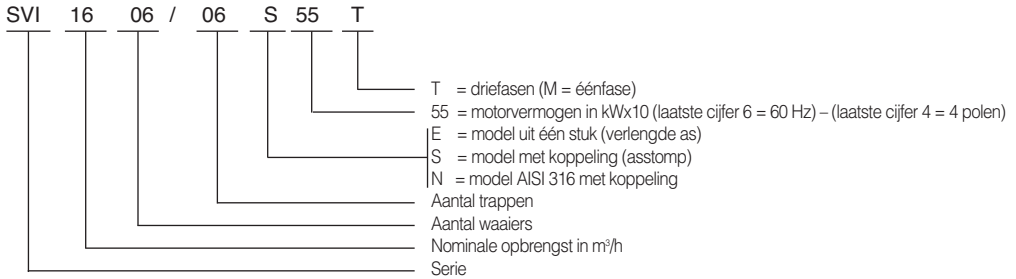 SVI 16 06 / 06 S 55 T
T = driefasen (M = éénfase)
55 = motorvermogen in kWx10 (laatste cijfer 6 = 60 Hz) – (laatste cijfer 4 = 4 polen)
E = model uit één stuk (verlengde as)
S = model met koppeling (asstomp)
N = model AISI 316 met koppeling
Aantal trappen
Aantal waaiers
Nominale opbrengst in m³/h
Serie